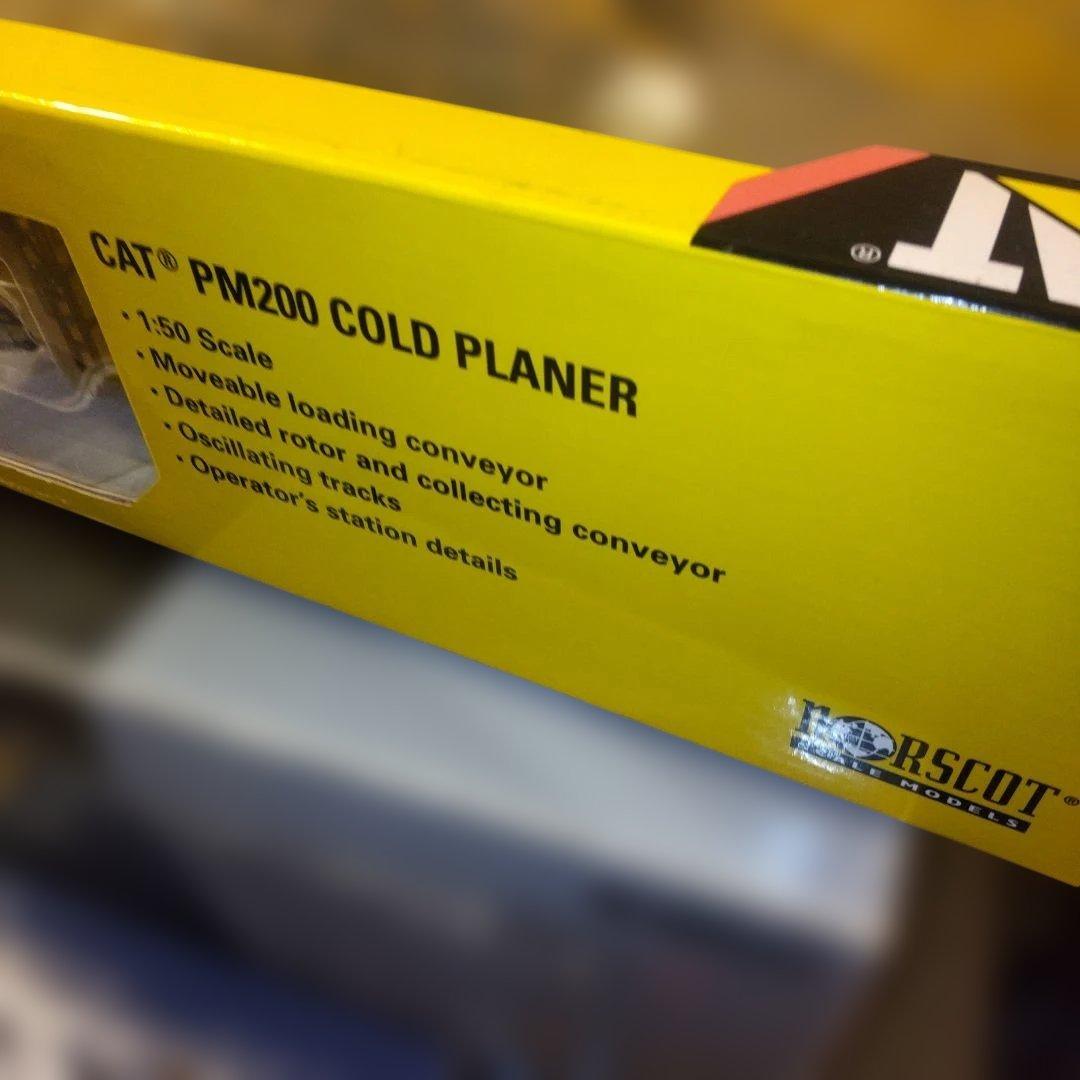 CAT® PM200 COLD PLANER
• 1:50 Scale
• Moveable loading conveyor
• Detailed rotor and collecting conveyor
• Oscillating tracks
• Operator's station details
NORSCOT®
SCALE MODELS